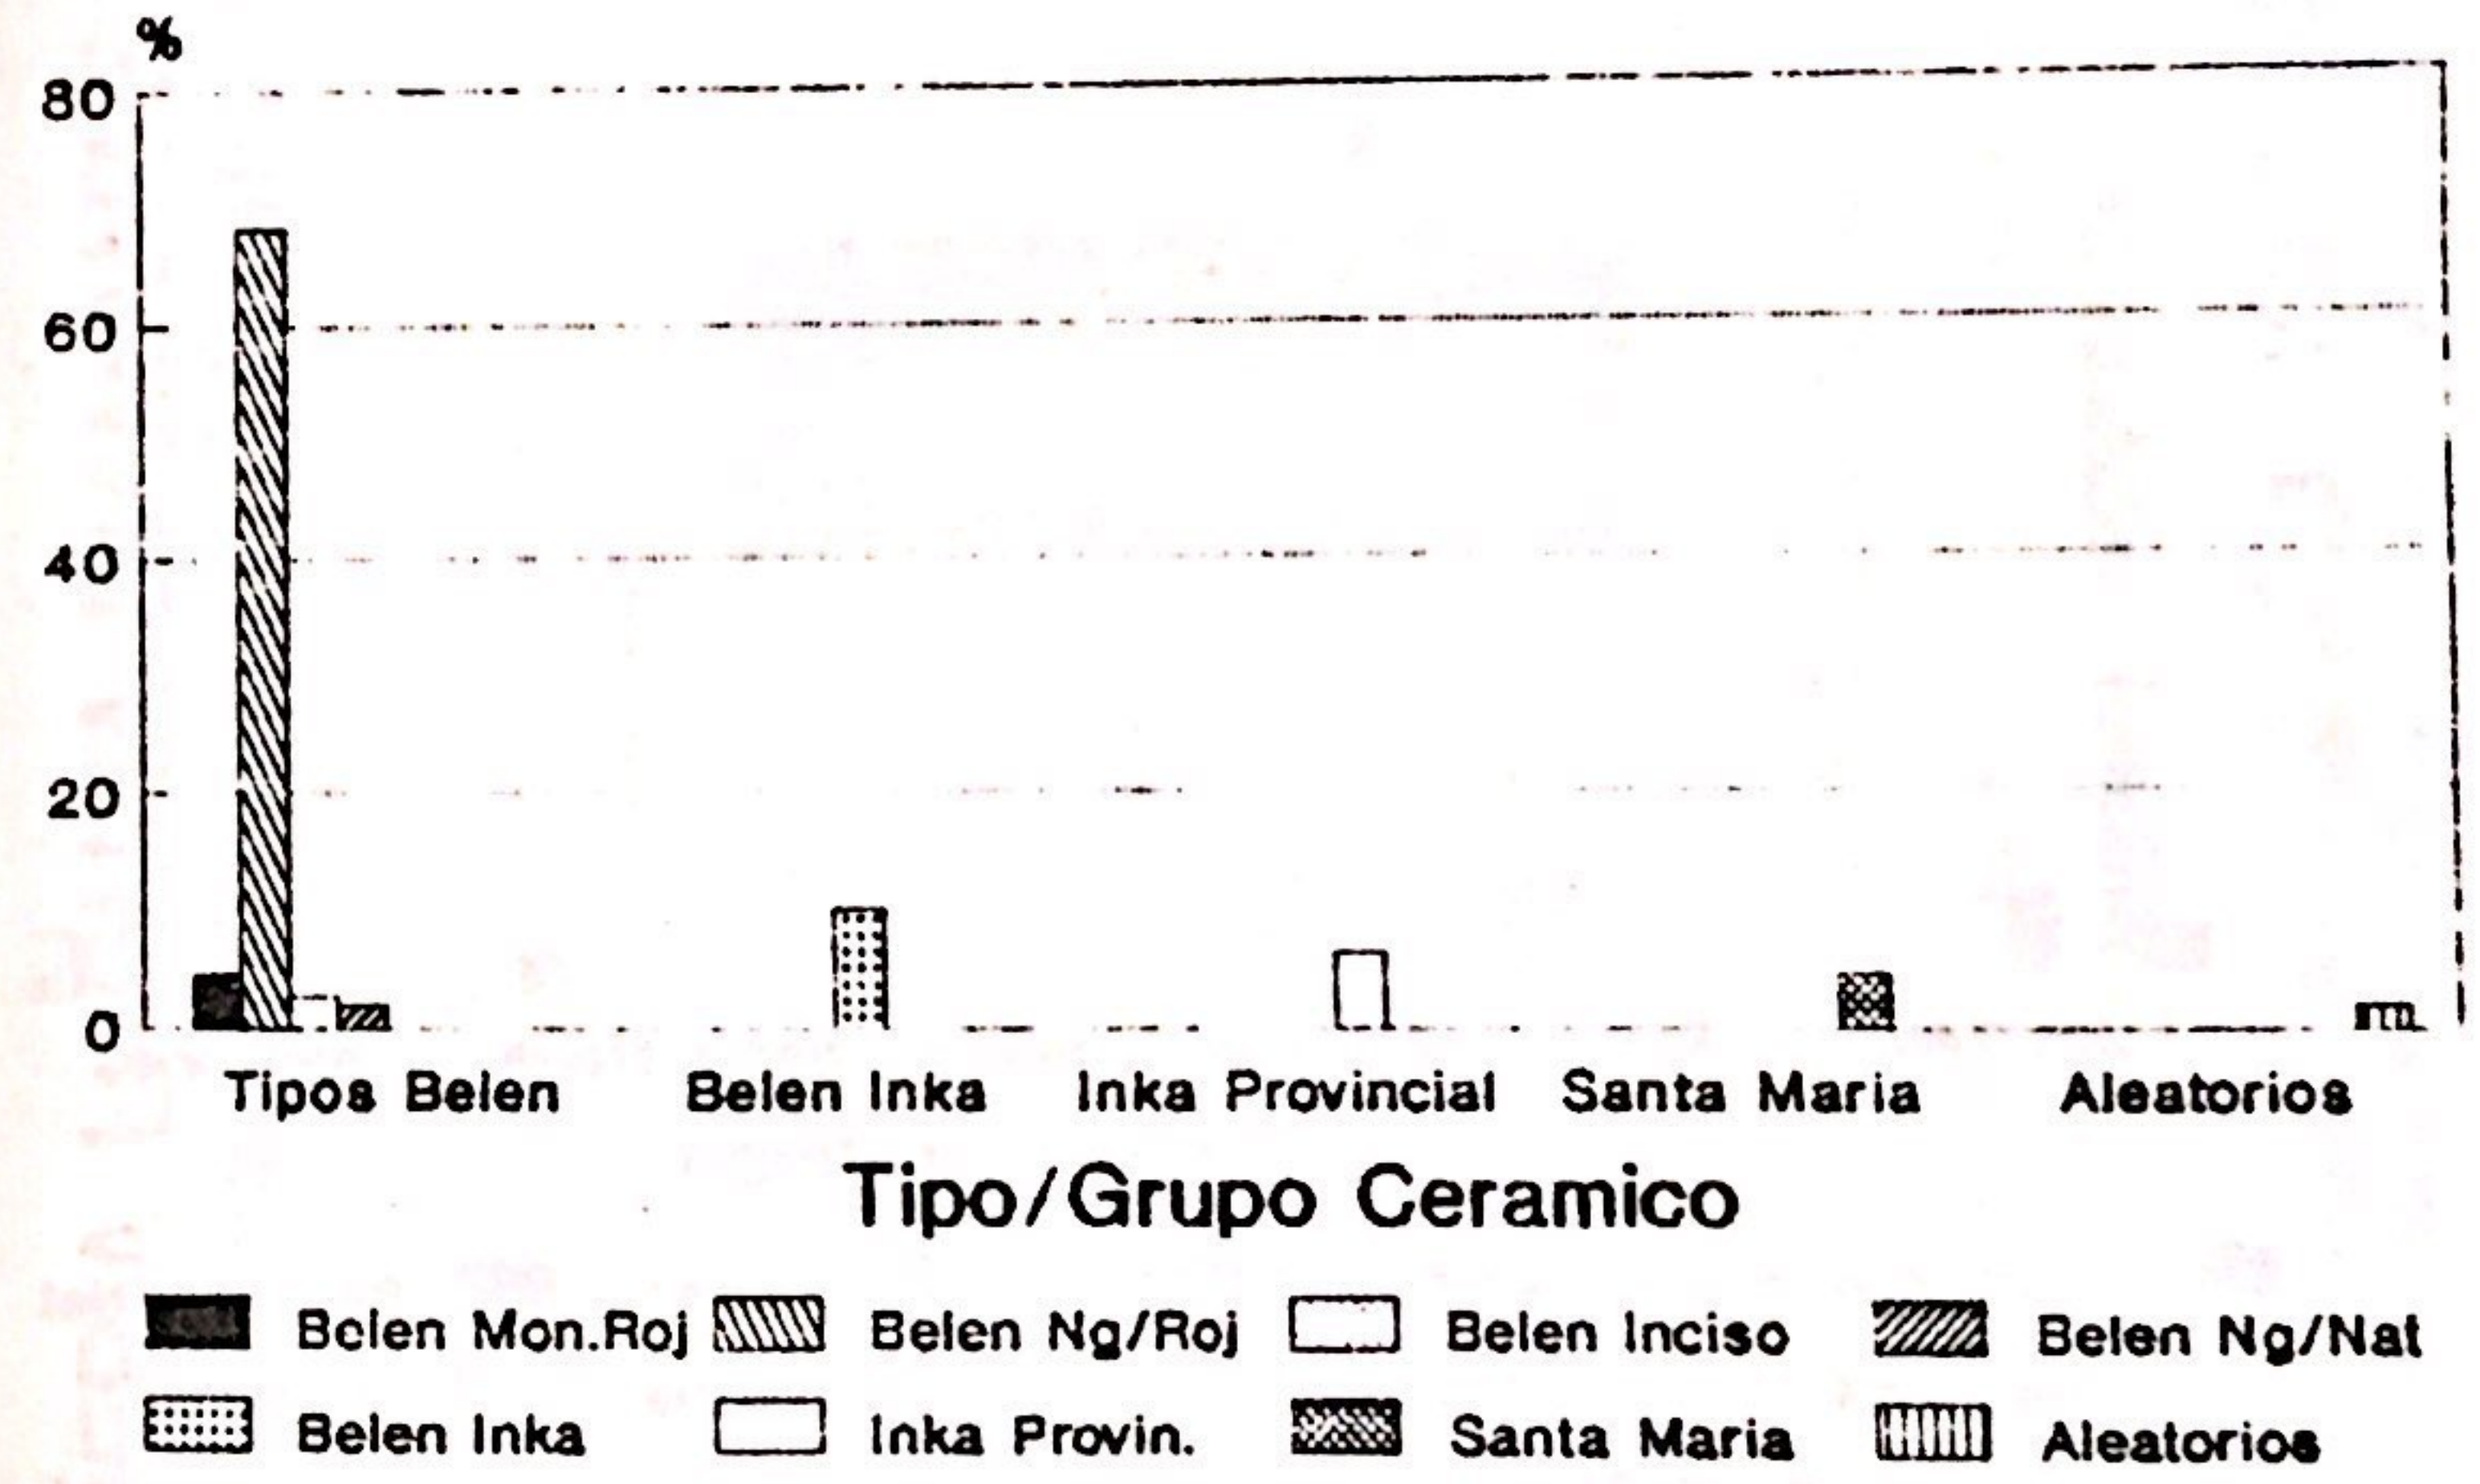 %
80
60
40
20
0
Tipos Belen Belen Inka Inka Provincial Santa Maria Aleatorios
Tipo/Grupo Ceramico
Belen Mon.Roj Belen Ng/Roj Belen Inciso Belen Ng/Nat
Belen Inka Inka Provin. Santa Maria Aleatorios